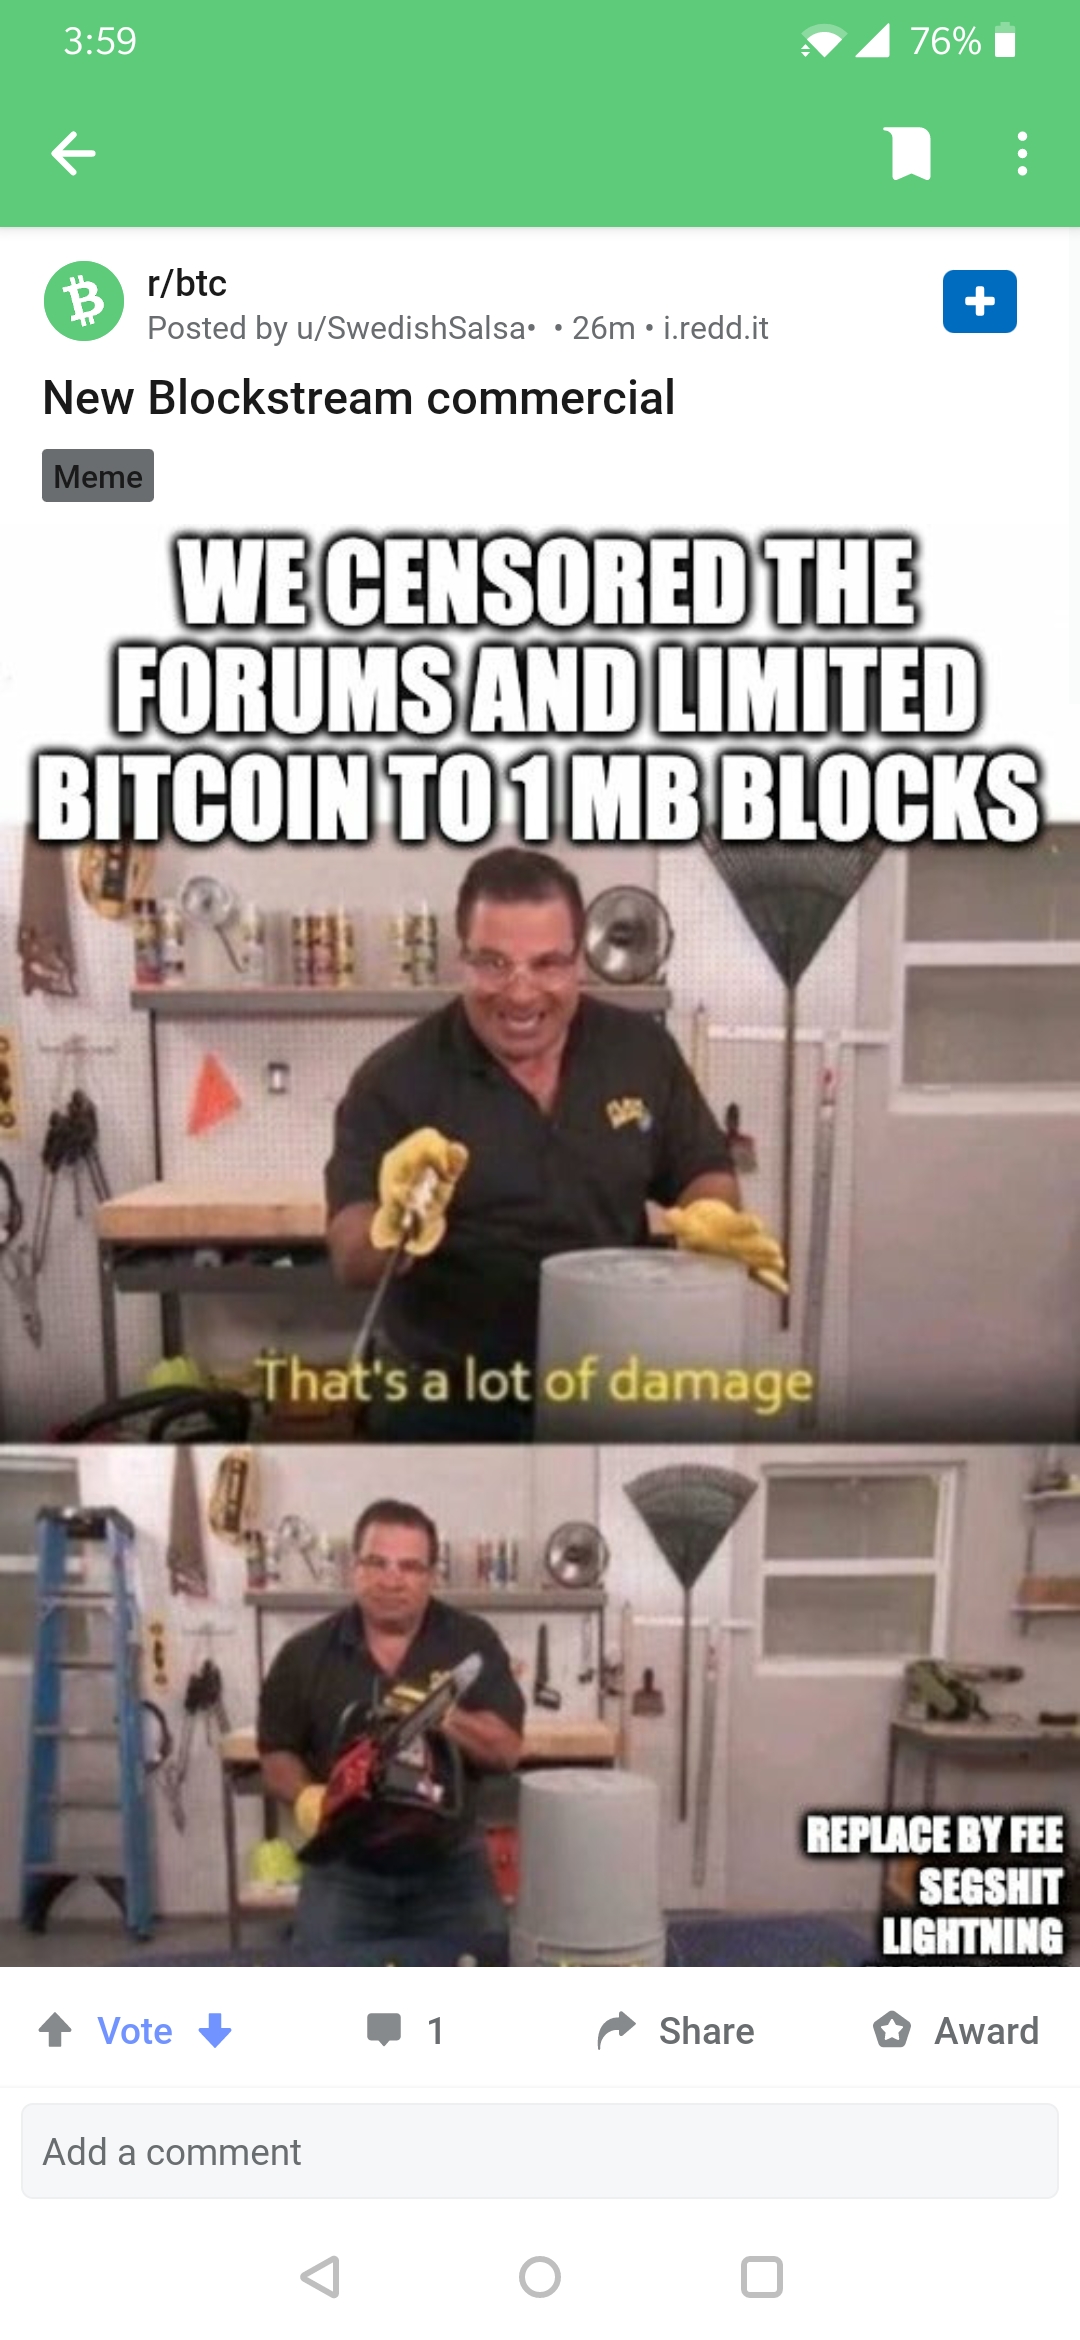 3:59
76%
r/btc
Posted by u/SwedishSalsa• • 26m • i.redd.it
New Blockstream commercial
Meme
WE CENSORED THE
FORUMS AND LIMITED
BITCOIN TO 1 MB BLOCKS
That's a lot of damage
REPLACE BY FEE
SEGSHIT
LIGHTNING
Vote
1
Share
Award
Add a comment